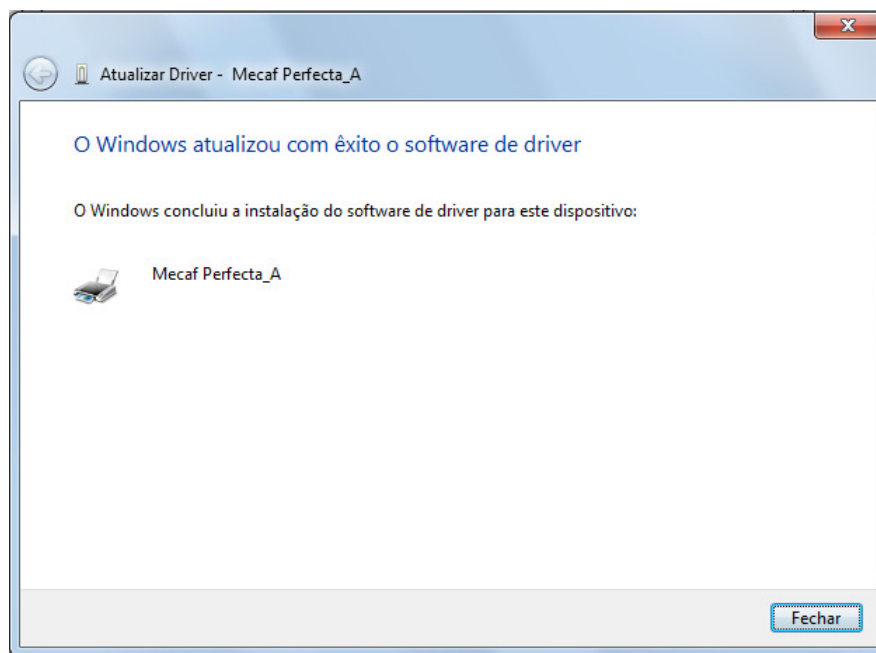 Atualizar Driver - Mecaf Perfecta_A
O Windows atualizou com êxito o software de driver
O Windows concluiu a instalação do software de driver para este dispositivo:
Mecaf Perfecta_A
Fechar